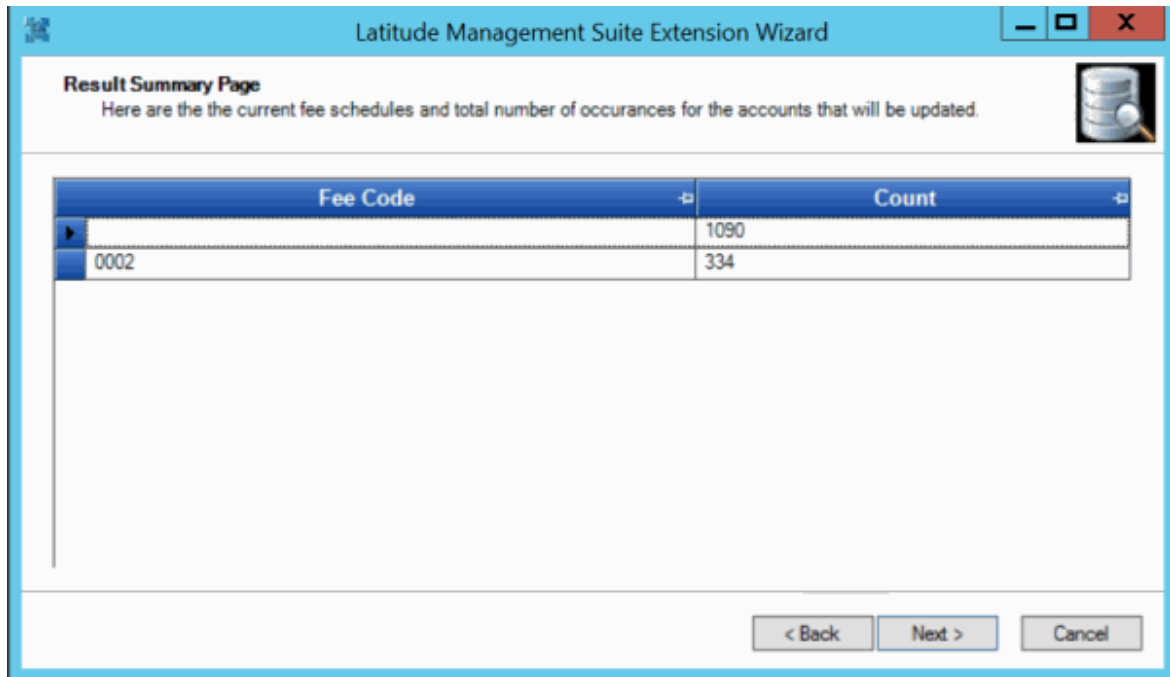 Latitude Management Suite Extension Wizard
Result Summary Page
Here are the the current fee schedules and total number of occurances for the accounts that will be updated.
Fee Code Count
1090
0002 334
< Back Next > Cancel